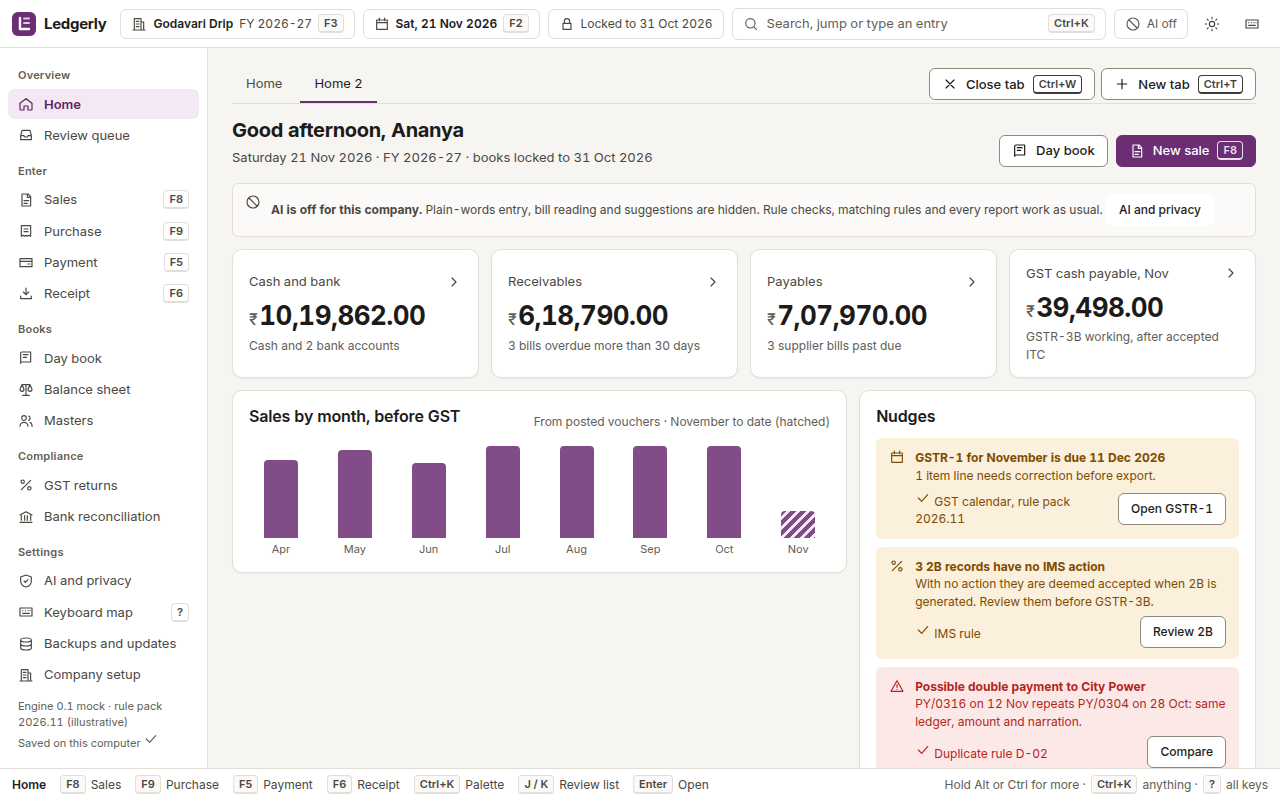 Ledgerly
Godavari Drip FY 2026-27 F3
Sat, 21 Nov 2026 F2
Locked to 31 Oct 2026
Search, jump or type an entry Ctrl+K
AI off
Overview
Home
Review queue
Enter
Sales F8
Purchase F9
Payment F5
Receipt F6
Books
Day book
Balance sheet
Masters
Compliance
GST returns
Bank reconciliation
Settings
AI and privacy
Keyboard map ?
Backups and updates
Company setup
Engine 0.1 mock · rule pack
2026.11 (illustrative)
Saved on this computer
Home
Home 2
Close tab Ctrl+W
New tab Ctrl+T
Good afternoon, Ananya
Saturday 21 Nov 2026 · FY 2026-27 · books locked to 31 Oct 2026
Day book
New sale F8
AI is off for this company. Plain-words entry, bill reading and suggestions are hidden. Rule checks, matching rules and every report work as usual. AI and privacy
Cash and bank
₹10,19,862.00
Cash and 2 bank accounts
Receivables
₹6,18,790.00
3 bills overdue more than 30 days
Payables
₹7,07,970.00
3 supplier bills past due
GST cash payable, Nov
₹39,498.00
GSTR-3B working, after accepted
ITC
Sales by month, before GST
From posted vouchers · November to date (hatched)
Apr May Jun Jul Aug Sep Oct Nov
Nudges
GSTR-1 for November is due 11 Dec 2026
1 item line needs correction before export.
GST calendar, rule pack
2026.11
Open GSTR-1
3 2B records have no IMS action
With no action they are deemed accepted when 2B is
generated. Review them before GSTR-3B.
IMS rule
Review 2B
Possible double payment to City Power
PY/0316 on 12 Nov repeats PY/0304 on 28 Oct: same
ledger, amount and narration.
Duplicate rule D-02
Compare
Home F8 Sales F9 Purchase F5 Payment F6 Receipt Ctrl+K Palette J / K Review list Enter Open
Hold Alt or Ctrl for more · Ctrl+K anything · ? all keys